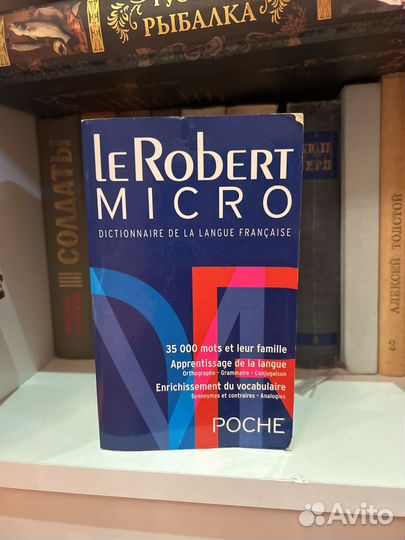 РЫБАЛКА
LE ROBERT
MICRO
DICTIONNAIRE DE LA LANGUE FRANÇAISE
35 000 mots et leur famille
Apprentissage de la langue
Orthographe - Grammaire - Conjugaison
Enrichissement du vocabulaire
Synonymes et contraires - Analogies
POCHE
СОЛДАТЫ
АЛЕКСЕЙ ТОЛСТОЙ
2
Avito